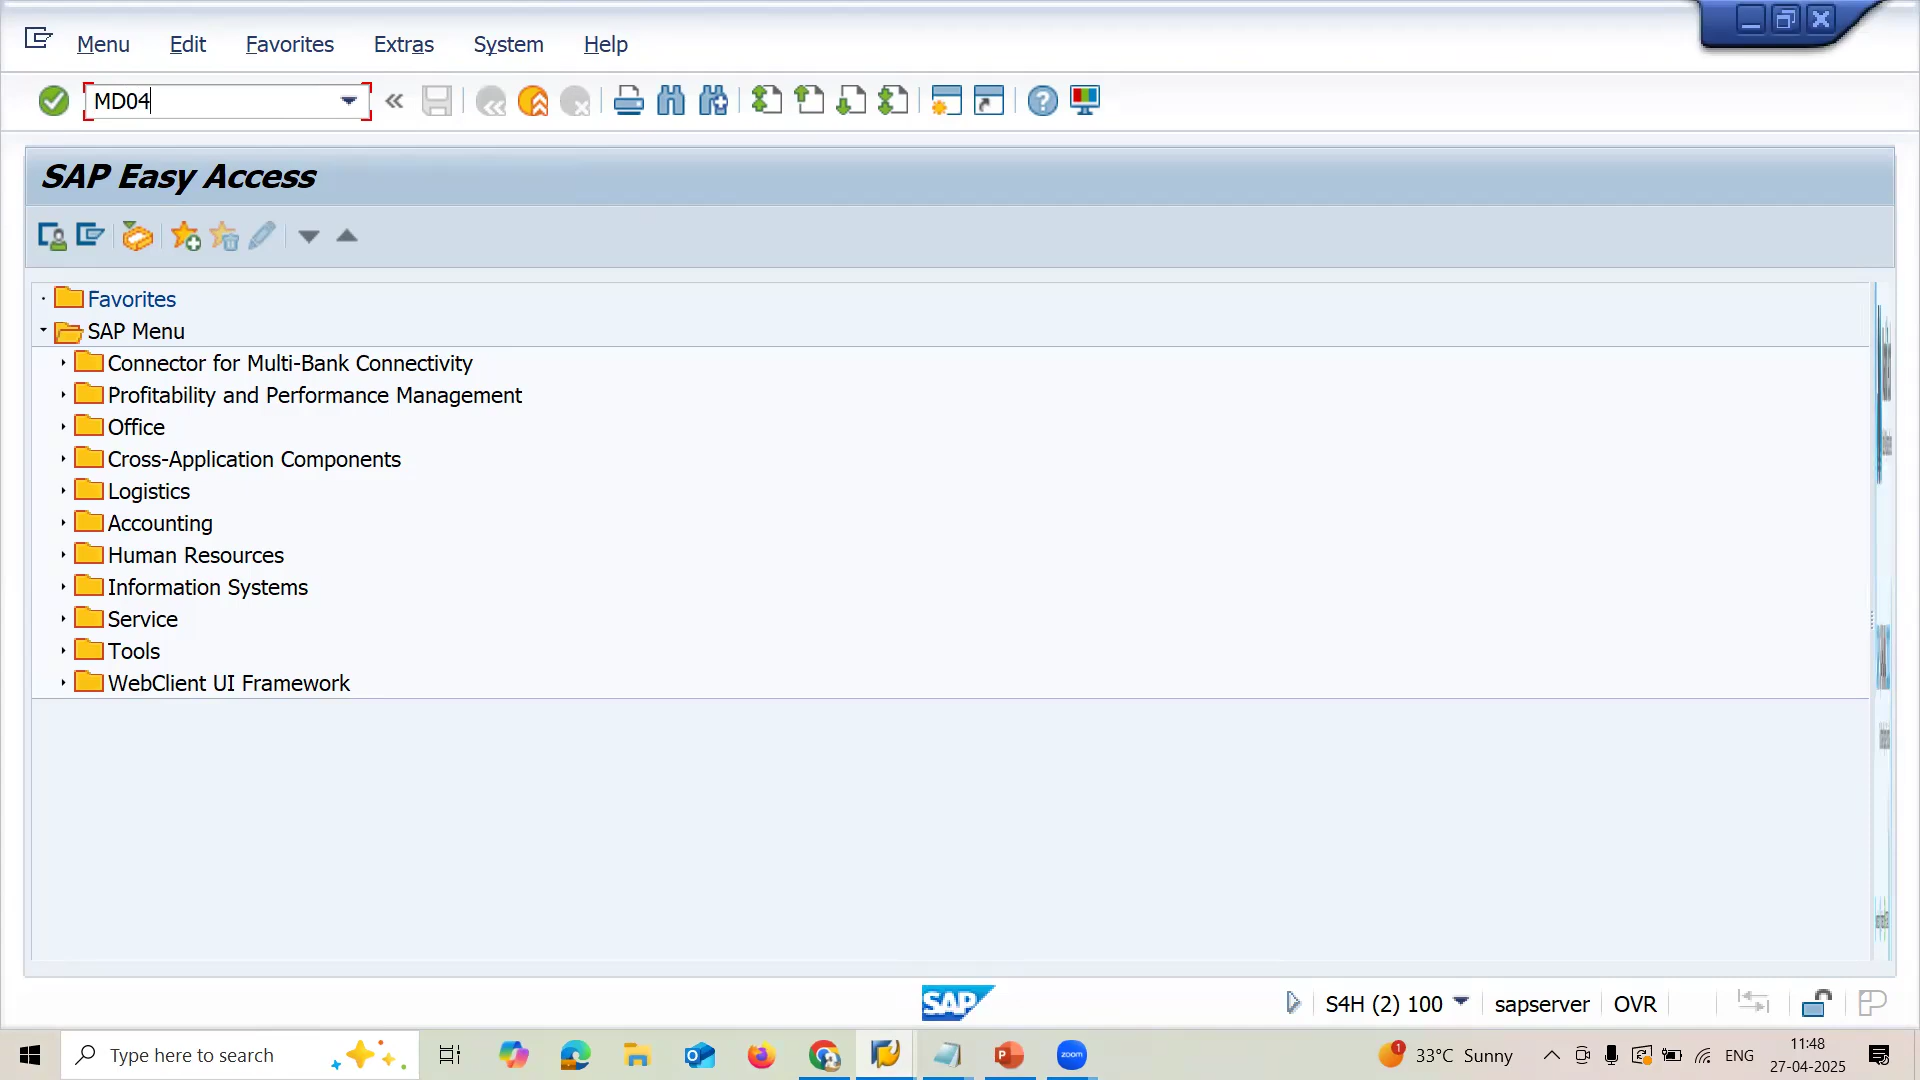 Menu Edit Favorites Extras System Help
MD04
SAP Easy Access
Favorites
SAP Menu
Connector for Multi-Bank Connectivity
Profitability and Performance Management
Office
Cross-Application Components
Logistics
Accounting
Human Resources
Information Systems
Service
Tools
WebClient UI Framework
SAP
S4H (2) 100 sapserver OVR
Type here to search
zoom
1
33°C Sunny
ENG
11:48
27-04-2025